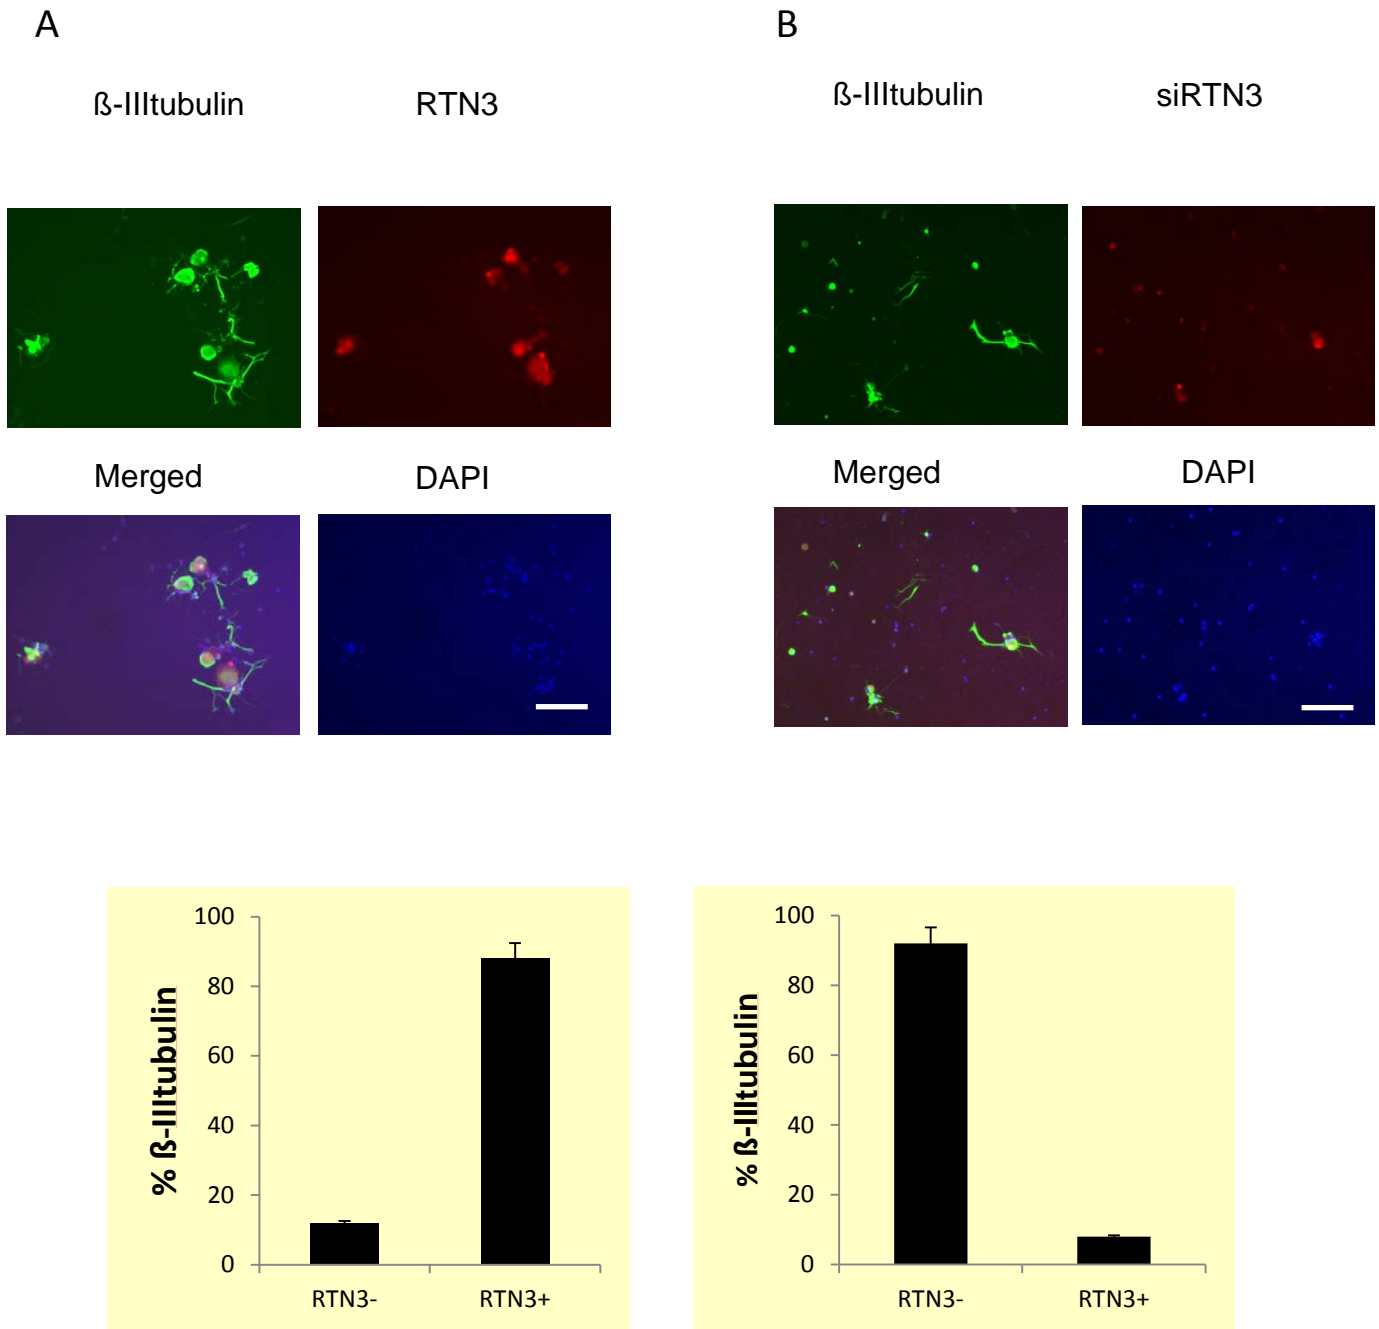 A
B
ß-IIItubulin
RTN3
ß-IIItubulin
siRTN3
Merged
DAPI
Merged
DAPI
100
80
60
40
20
0
% ß-IIItubulin
RTN3-
RTN3+
100
80
60
40
20
0
% ß-IIItubulin
RTN3-
RTN3+